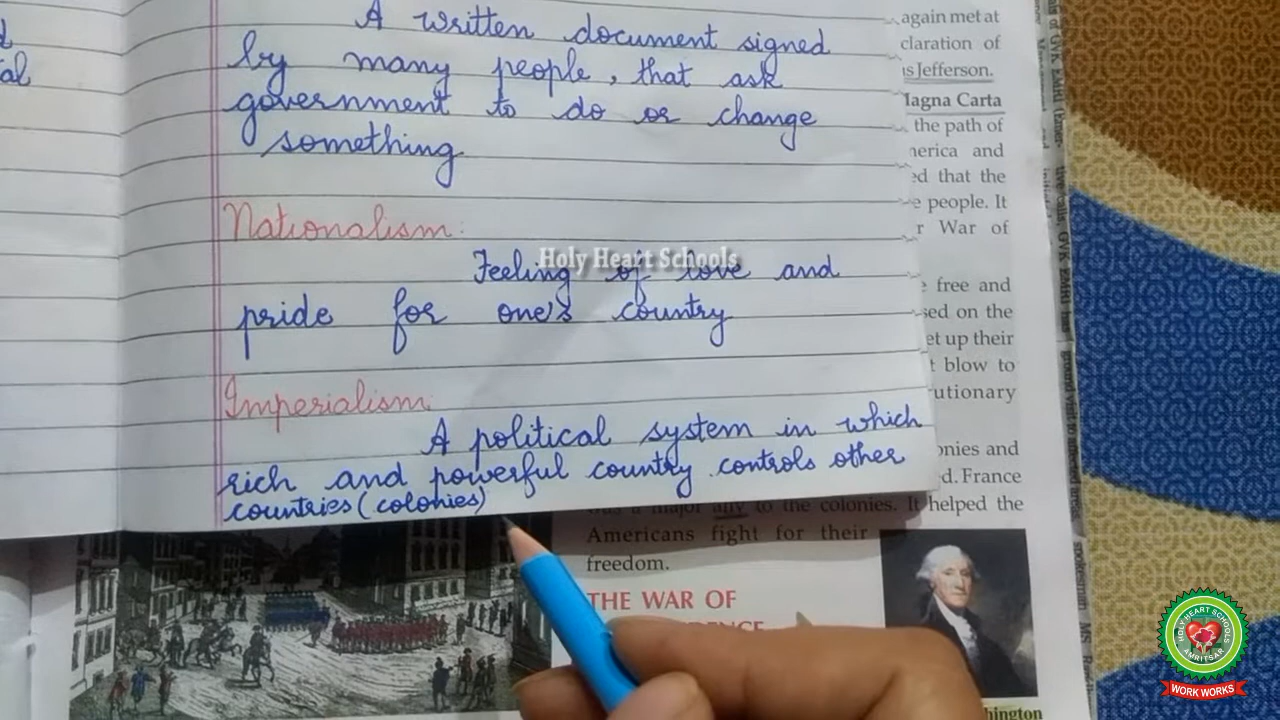 A written document signed
by many people, that ask
government to do or change
something
Nationalism:
Feeling of love and
pride for one's country
Imperialism
A political system in which
rich and powerful country controls other
countries (colonies)
Holy Heart Schools
again met at
claration of
Jefferson.
Magna Carta
the path of
and
ed that the
e people. It
r War of
e free and
sed on the
et up their
t blow to
onies and
d. France
was a major ally to the colonies. It helped the
Americans fight for their
freedom.
THE WAR OF
HOLY HEART SCHOOLS
AMRITSAR
WORK WORKS